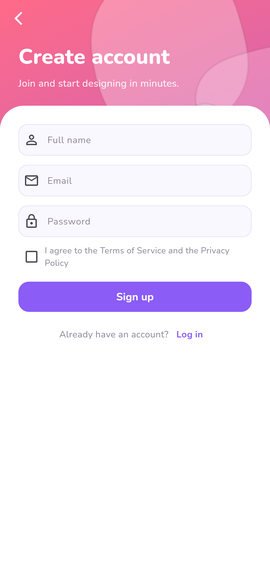 Create account
Join and start designing in minutes.
Full name
Email
Password
I agree to the Terms of Service and the Privacy
Policy
Sign up
Already have an account? Log in